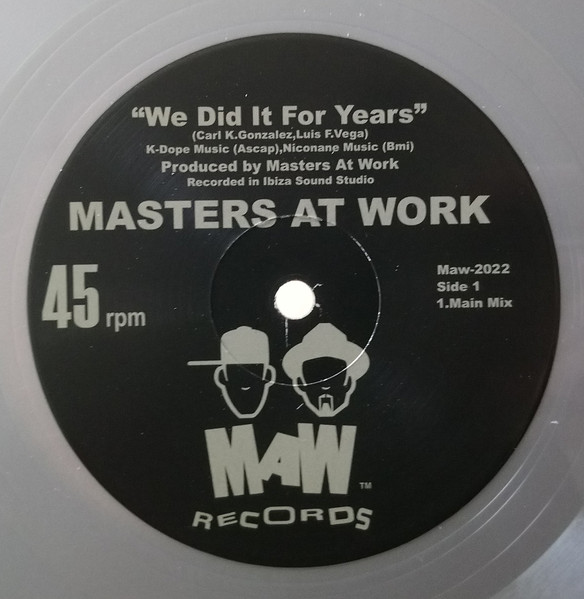 “We Did It For Years”
(Carl K.Gonzalez,Luis F.Vega)
K-Dope Music (Ascap),Niconane Music (Bmi)
Produced by Masters At Work
Recorded in Ibiza Sound Studio
MASTERS AT WORK
45 rpm
Maw-2022
Side 1
1.Main Mix
MAW TM
RECORDS